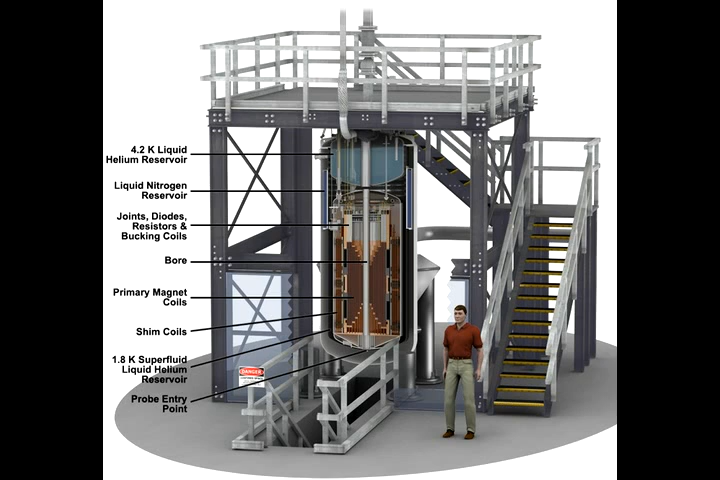 4.2 K Liquid
Helium Reservoir
Liquid Nitrogen
Reservoir
Joints, Diodes,
Resistors &
Bucking Coils
Bore
Primary Magnet
Coils
Shim Coils
1.8 K Superfluid
Liquid Helium
Reservoir
Probe Entry
Point
DANGER